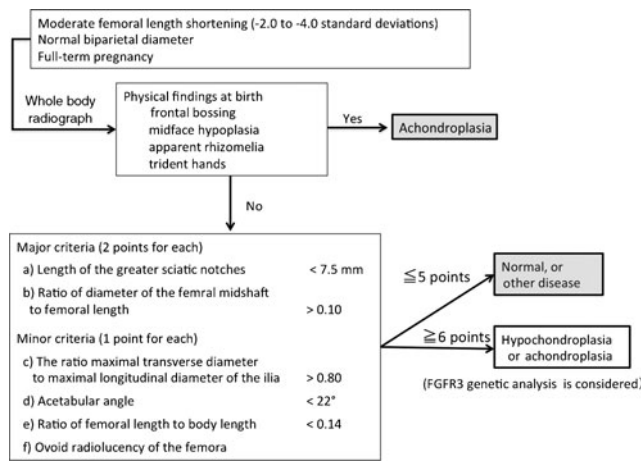 Moderate femoral length shortening (-2.0 to -4.0 standard deviations)
Normal biparietal diameter
Full-term pregnancy
Whole body
radiograph
Physical findings at birth
frontal bossing
midface hypoplasia
apparent rhizomelia
trident hands
Yes
Achondroplasia
No
Major criteria (2 points for each)
a) Length of the greater sciatic notches < 7.5 mm
b) Ratio of diameter of the femral midshaft
to femoral length > 0.10
Minor criteria (1 point for each)
c) The ratio maximal transverse diameter
to maximal longitudinal diameter of the ilia > 0.80
d) Acetabular angle < 22°
e) Ratio of femoral length to body length < 0.14
f) Ovoid radiolucency of the femora
≦5 points
Normal, or
other disease
≧6 points
Hypochondroplasia
or achondroplasia
(FGFR3 genetic analysis is considered)